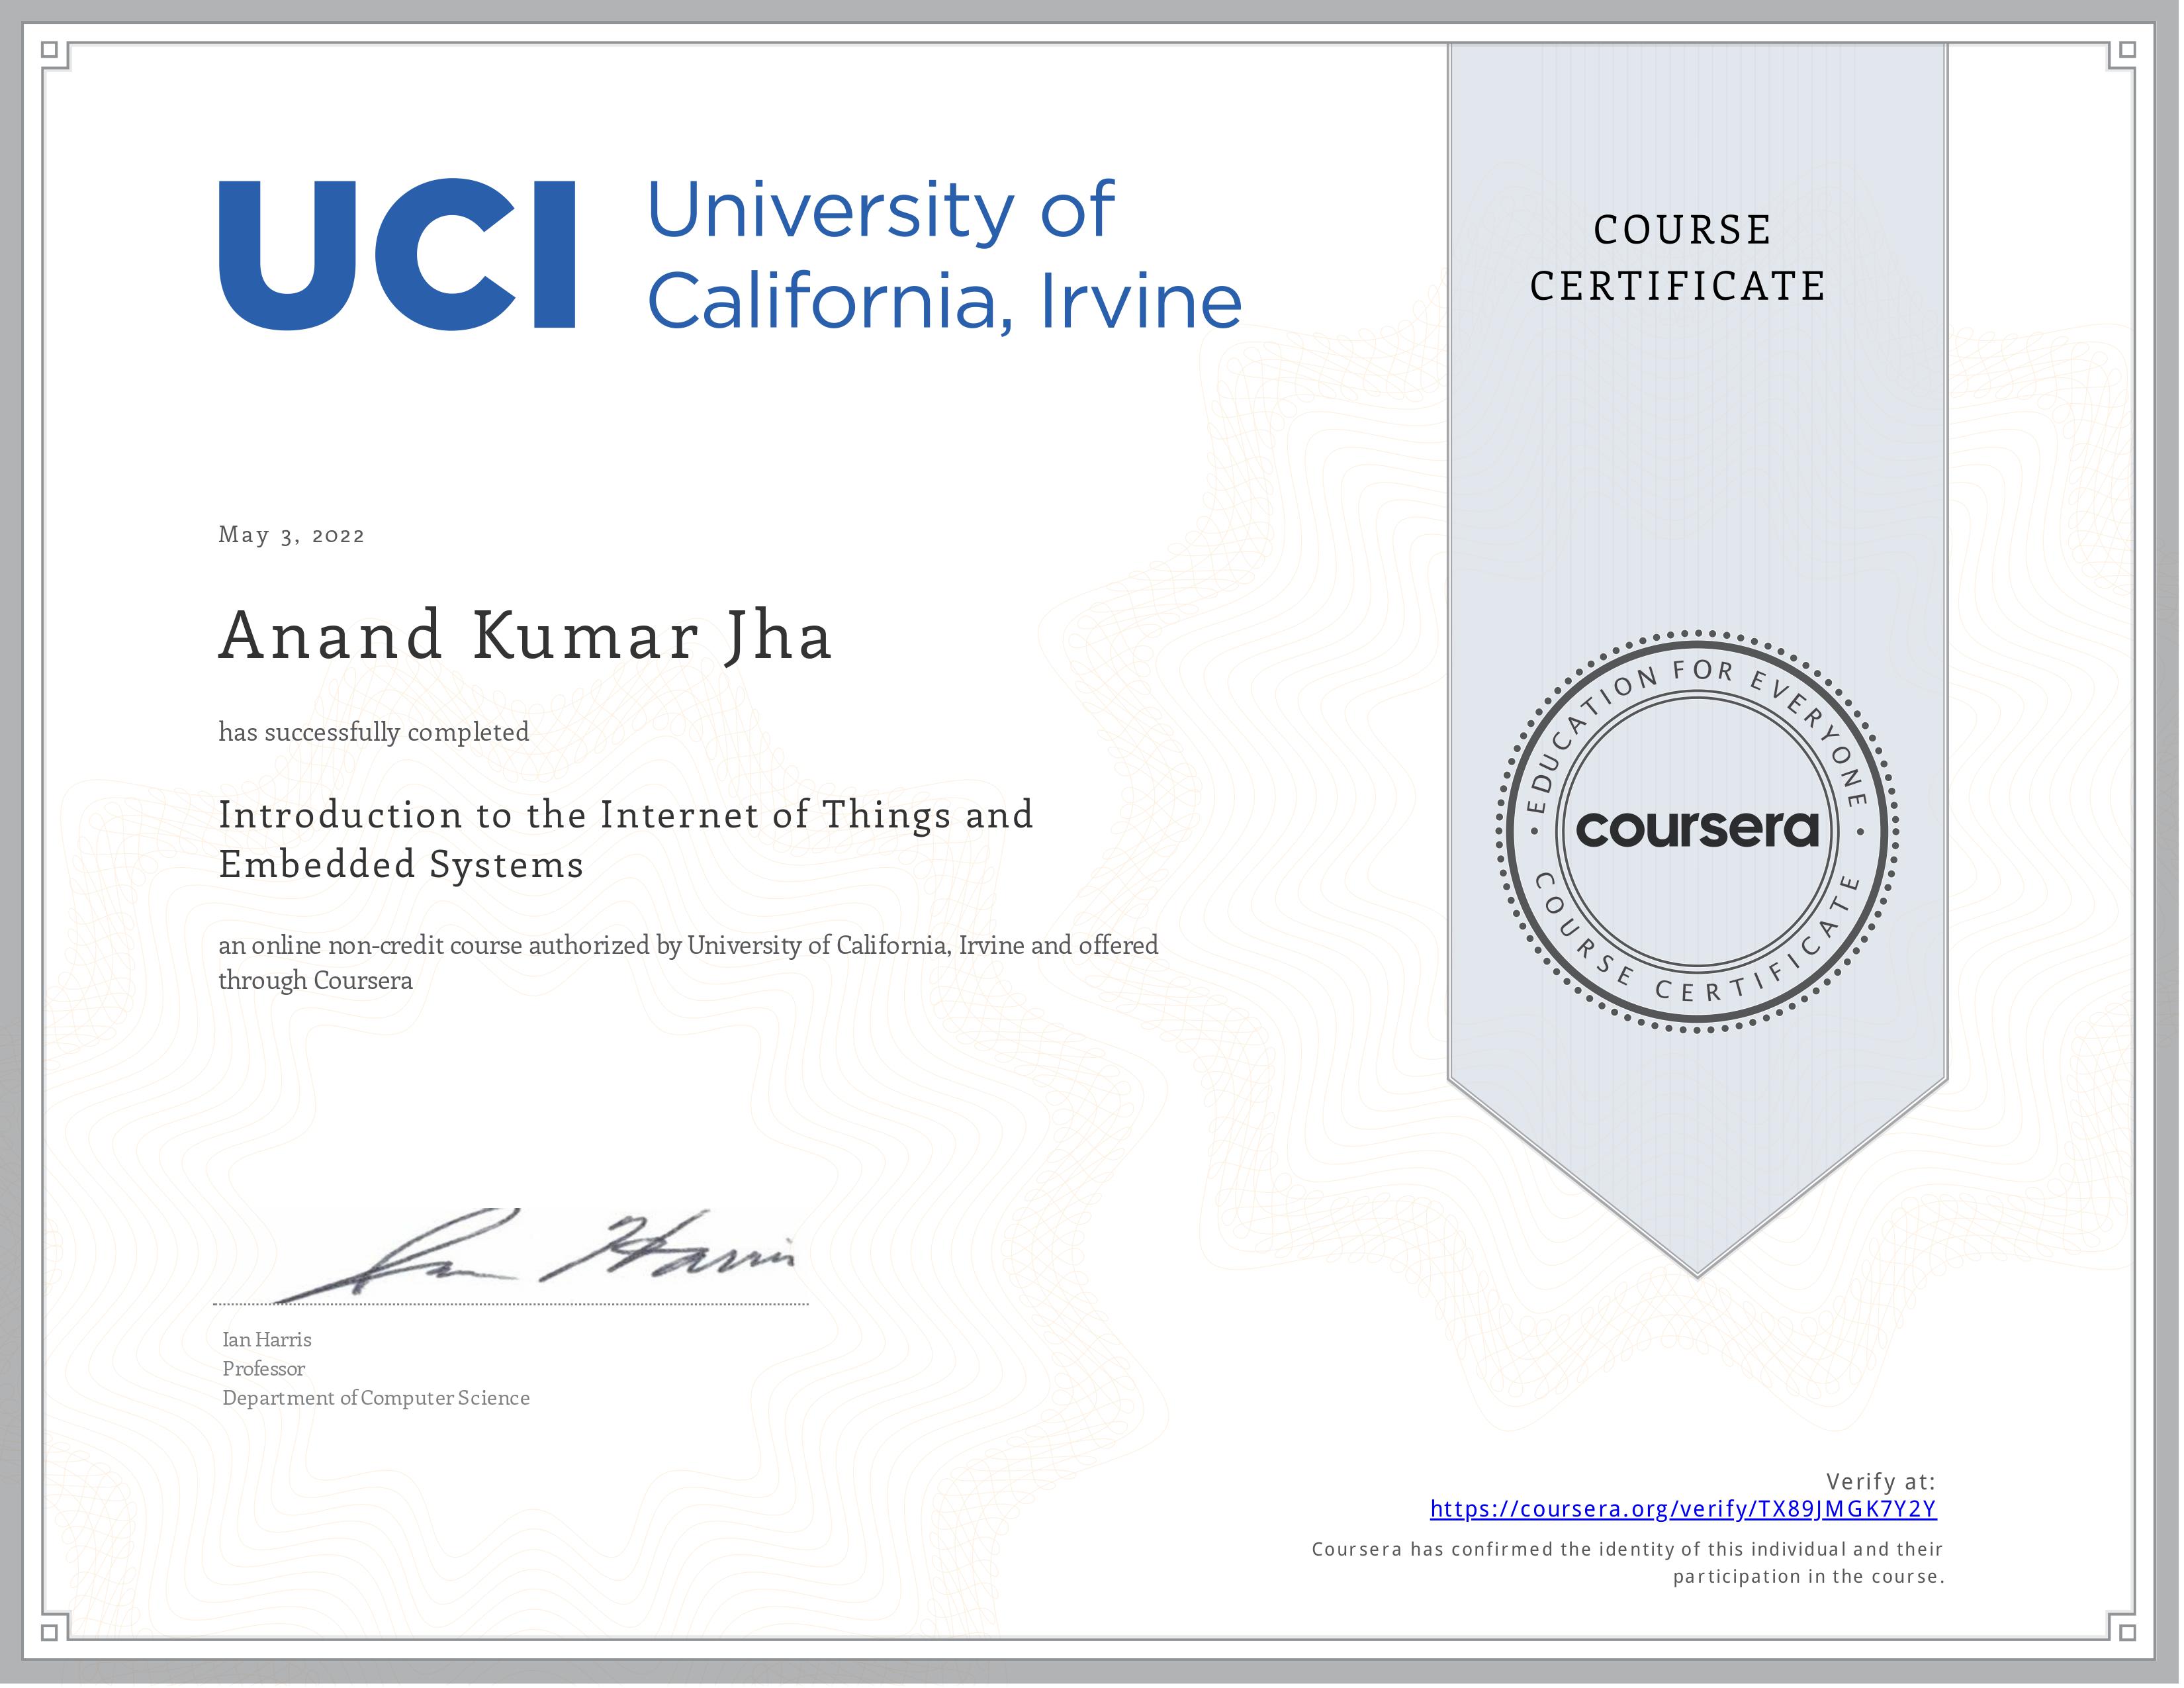 UCI University of
California, Irvine
COURSE
CERTIFICATE
May 3, 2022
Anand Kumar Jha
has successfully completed
Introduction to the Internet of Things and
Embedded Systems
an online non-credit course authorized by University of California, Irvine and offered
through Coursera
EDUCATION FOR EVERYONE
coursera
COURSE CERTIFICATE
Ian Harris
Ian Harris
Professor
Department of Computer Science
Verify at:
https://coursera.org/verify/TX89JMGK7Y2Y
Coursera has confirmed the identity of this individual and their
participation in the course.